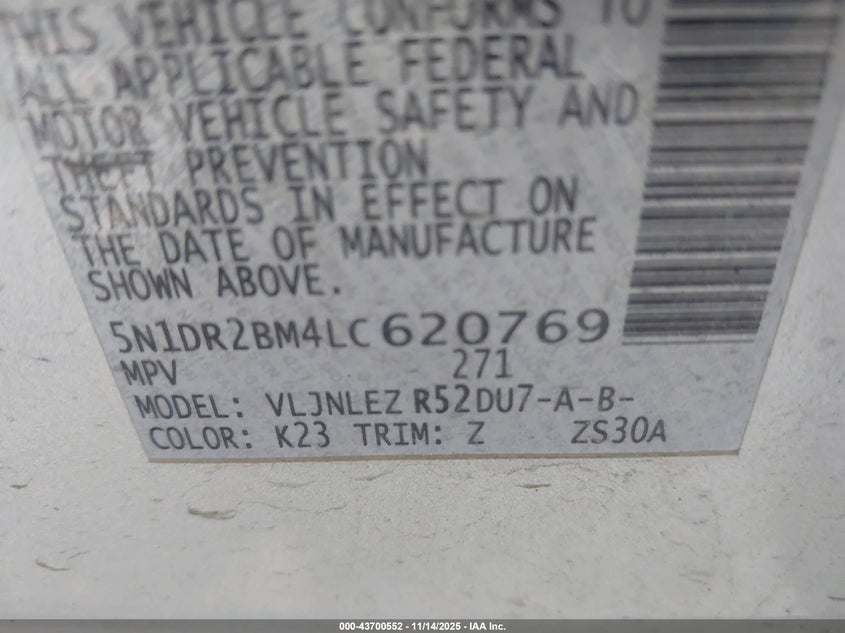 THIS VEHICLE CONFORMS TO
ALL APPLICABLE FEDERAL
MOTOR VEHICLE SAFETY AND
THEFT PREVENTION
STANDARDS IN EFFECT ON
THE DATE OF MANUFACTURE
SHOWN ABOVE.
5N1DR2BM4LC620769
MPV 271
MODEL: VLJNLEZ R52DU7-A-B-
COLOR: K23 TRIM: Z ZS30A
000-43700552 - 11/14/2025 - IAA Inc.